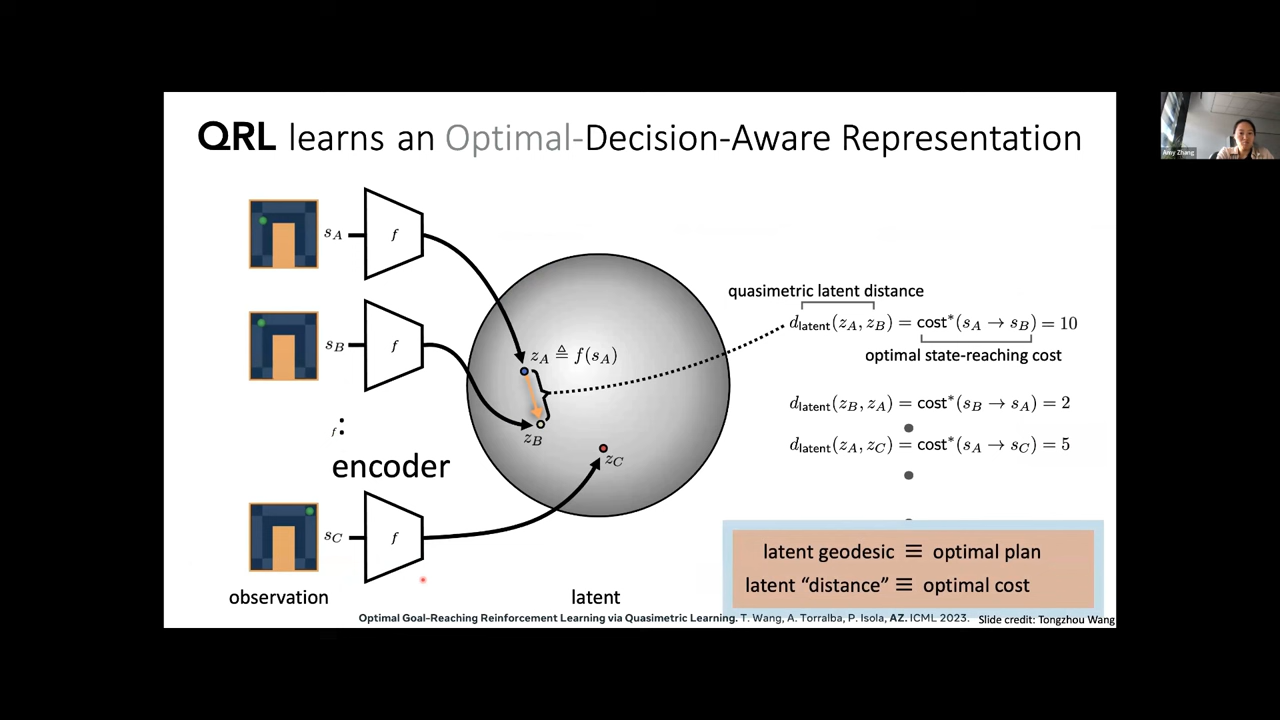 QRL learns an Optimal-Decision-Aware Representation
Amy Zhang
s_A
f
s_B
f
f:
encoder
s_C
f
z_A ≜ f(s_A)
z_B
z_C
quasimetric latent distance
d_latent(z_A, z_B) = cost*(s_A → s_B) = 10
optimal state-reaching cost
d_latent(z_B, z_A) = cost*(s_B → s_A) = 2
d_latent(z_A, z_C) = cost*(s_A → s_C) = 5
latent geodesic ≡ optimal plan
latent “distance” ≡ optimal cost
observation
latent
Optimal Goal-Reaching Reinforcement Learning via Quasimetric Learning. T. Wang, A. Torralba, P. Isola, AZ. ICML 2023.
Slide credit: Tongzhou Wang